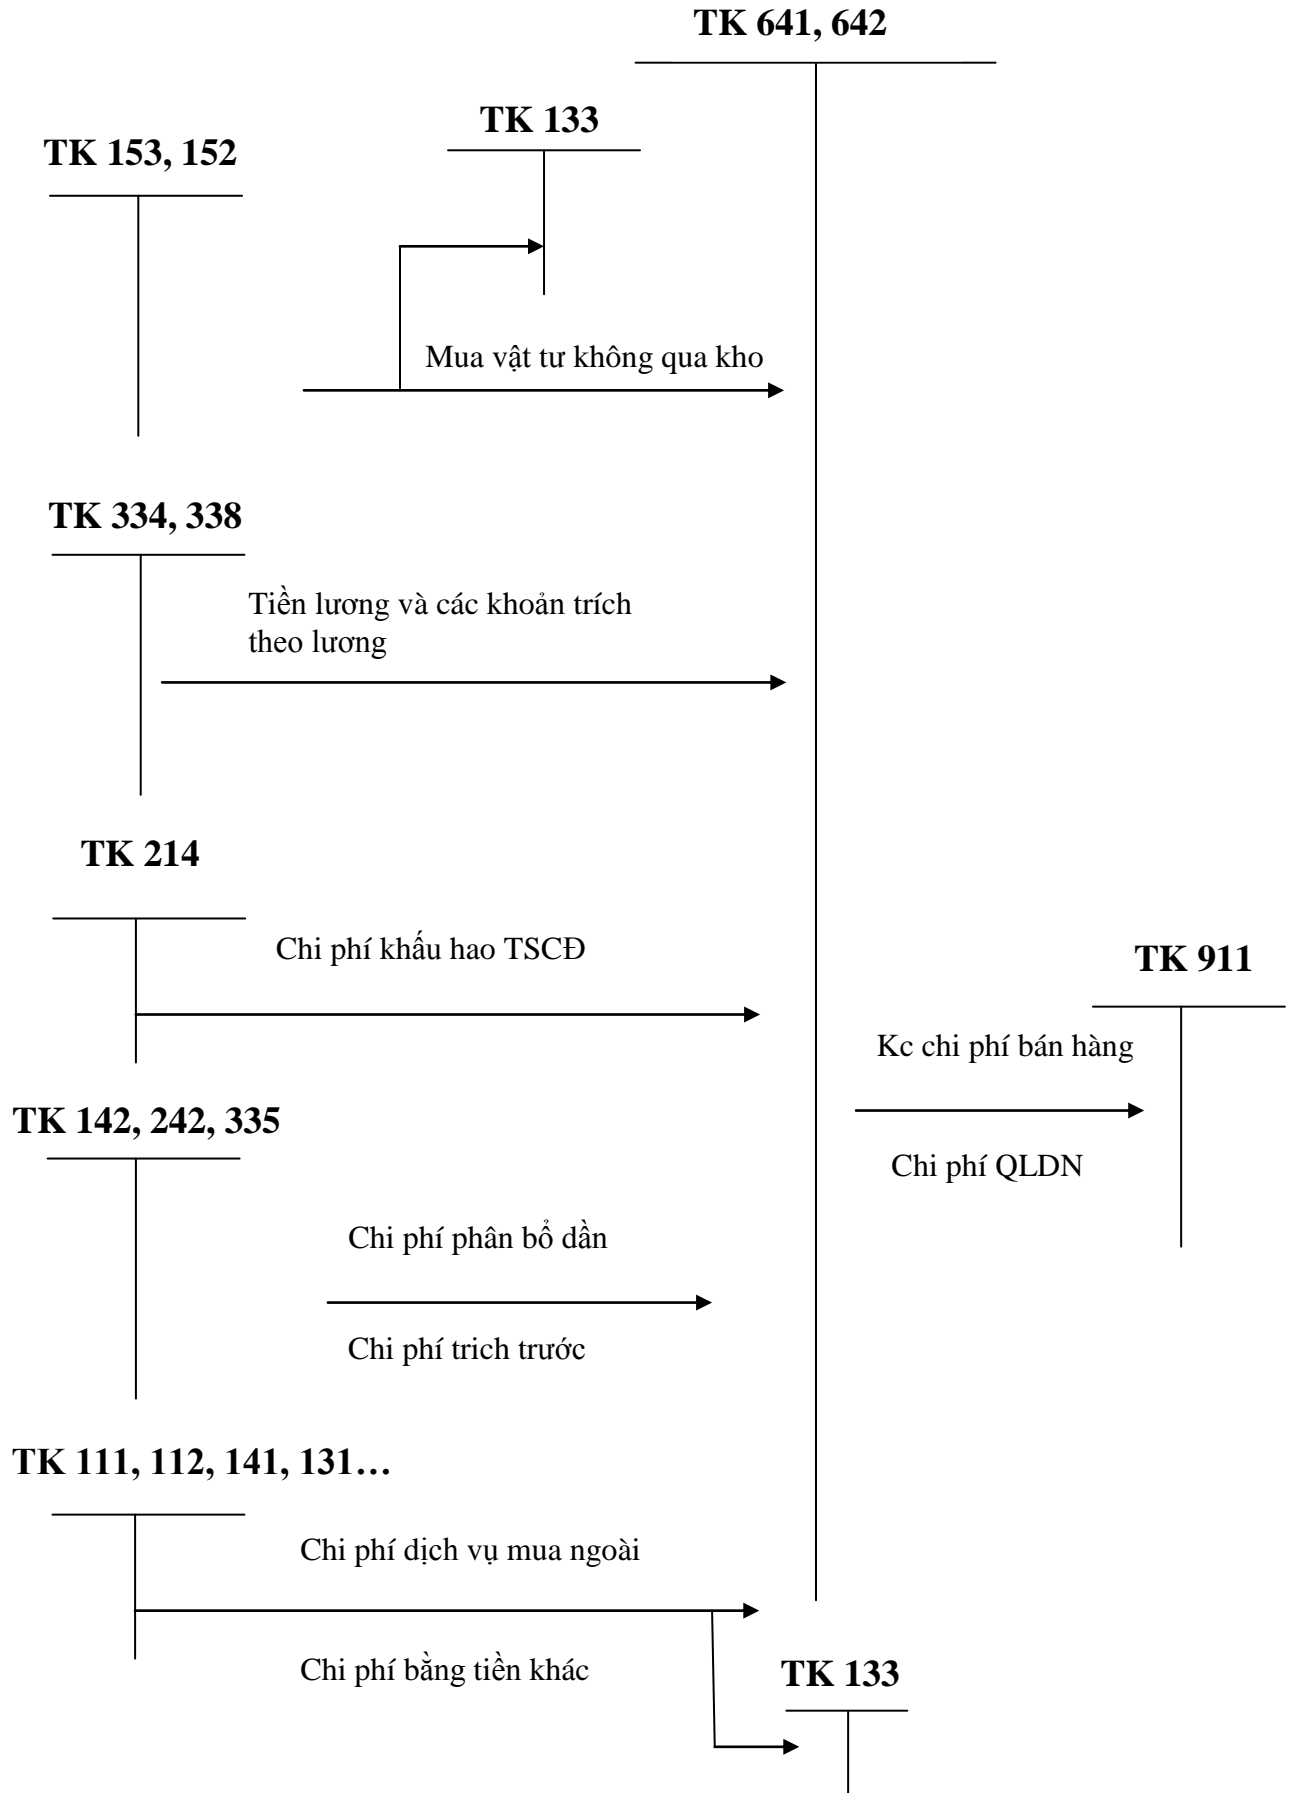 TK 641, 642
TK 133
TK 153, 152
Mua vật tư không qua kho
TK 334, 338
Tiền lương và các khoản trích
theo lương
TK 214
Chi phí khấu hao TSCĐ
TK 911
Kc chi phí bán hàng
TK 142, 242, 335
Chi phí QLDN
Chi phí phân bổ dần
Chi phí trich trước
TK 111, 112, 141, 131…
Chi phí dịch vụ mua ngoài
Chi phí bằng tiền khác
TK 133